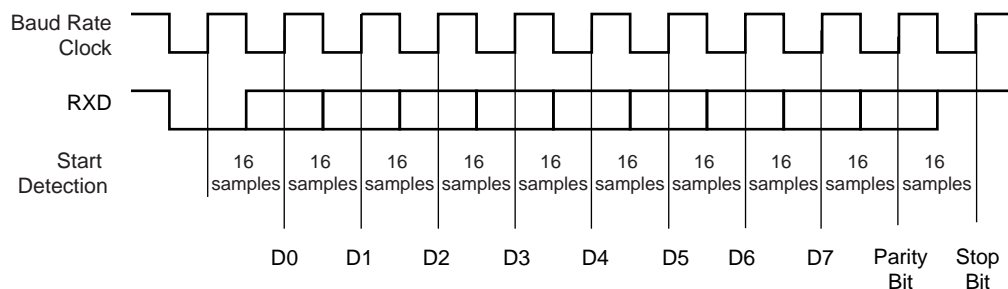 Baud Rate
Clock
RXD
Start
Detection
16 16 16 16 16 16 16 16 16 16
samples samples samples samples samples samples samples samples samples samples
D0 D1 D2 D3 D4 D5 D6 D7 Parity Stop
Bit Bit